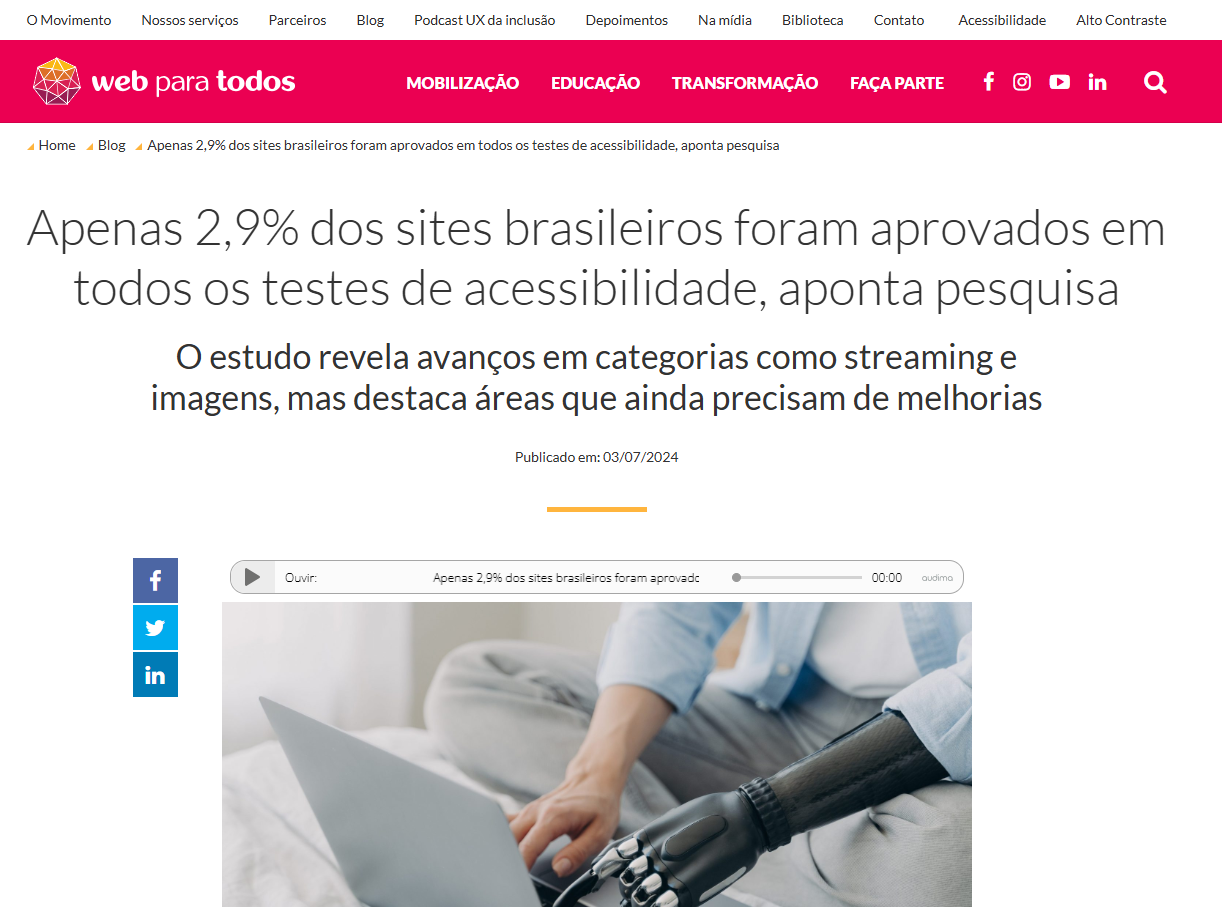 O Movimento Nossos serviços Parceiros Blog Podcast UX da inclusão Depoimentos Na mídia Biblioteca Contato Acessibilidade Alto Contraste
web para todos MOBILIZAÇÃO EDUCAÇÃO TRANSFORMAÇÃO FAÇA PARTE
Home Blog Apenas 2,9% dos sites brasileiros foram aprovados em todos os testes de acessibilidade, aponta pesquisa
Apenas 2,9% dos sites brasileiros foram aprovados em
todos os testes de acessibilidade, aponta pesquisa
O estudo revela avanços em categorias como streaming e
imagens, mas destaca áreas que ainda precisam de melhorias
Publicado em: 03/07/2024
Ouvir: Apenas 2,9% dos sites brasileiros foram aprovadc 00:00 audima